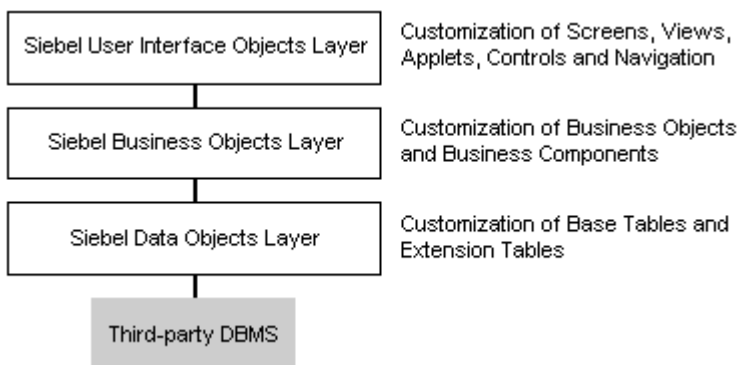 Siebel User Interface Objects Layer
Customization of Screens, Views,
Applets, Controls and Navigation
Siebel Business Objects Layer
Customization of Business Objects
and Business Components
Siebel Data Objects Layer
Customization of Base Tables and
Extension Tables
Third-party DBMS